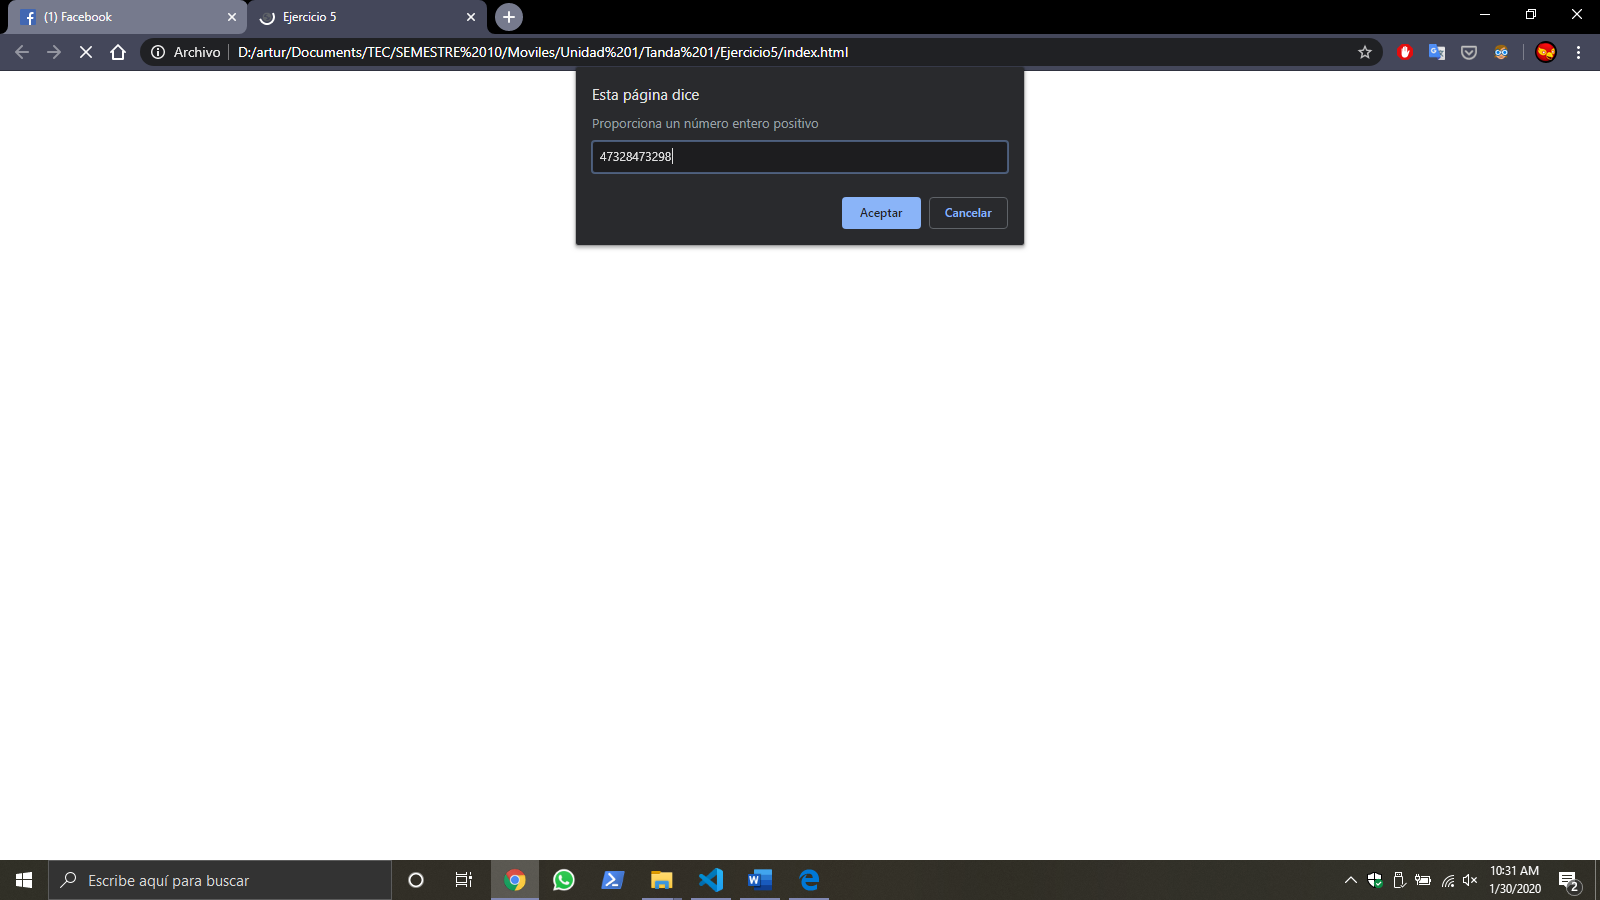 (1) Facebook
Ejercicio 5
Archivo
D:/artur/Documents/TEC/SEMESTRE%2010/Moviles/Unidad%201/Tanda%201/Ejercicio5/index.html
Esta página dice
Proporciona un número entero positivo
47328473298
Aceptar
Cancelar
Escribe aquí para buscar
10:31 AM
1/30/2020
2